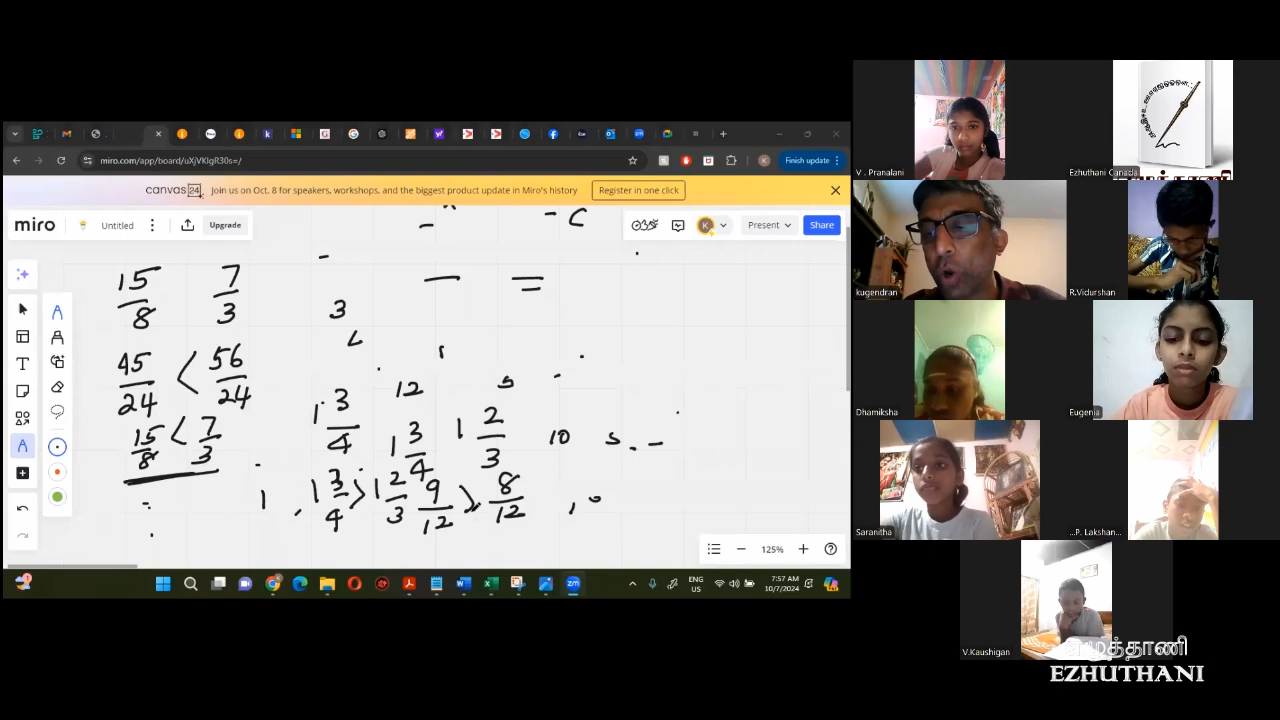 canvas 24 Join us on Oct. 8 for speakers, workshops, and the biggest product update in Miro's history Register in one click
miro.com/app/board/uXjVKlgR30s=/
Finish update
miro Untitled Upgrade
Present Share
- C
15/8 7/3
3
<
45/24 < 56/24
12 5
1 3/4 1 3/4 1 2/3 10 5
15/8 < 7/3
1 1 3/4 > 1 2/3 9/12 > 8/12
125%
ENG US
7:57 AM
10/7/2024
V . Pranalani
Ezhuthani Canada
kugendran
R.Vidurshan
Dhamiksha
Eugenia
Saranitha
...P. Lakshan...
V.Kaushigan
எழுத்தாணி
EZHUTHANI